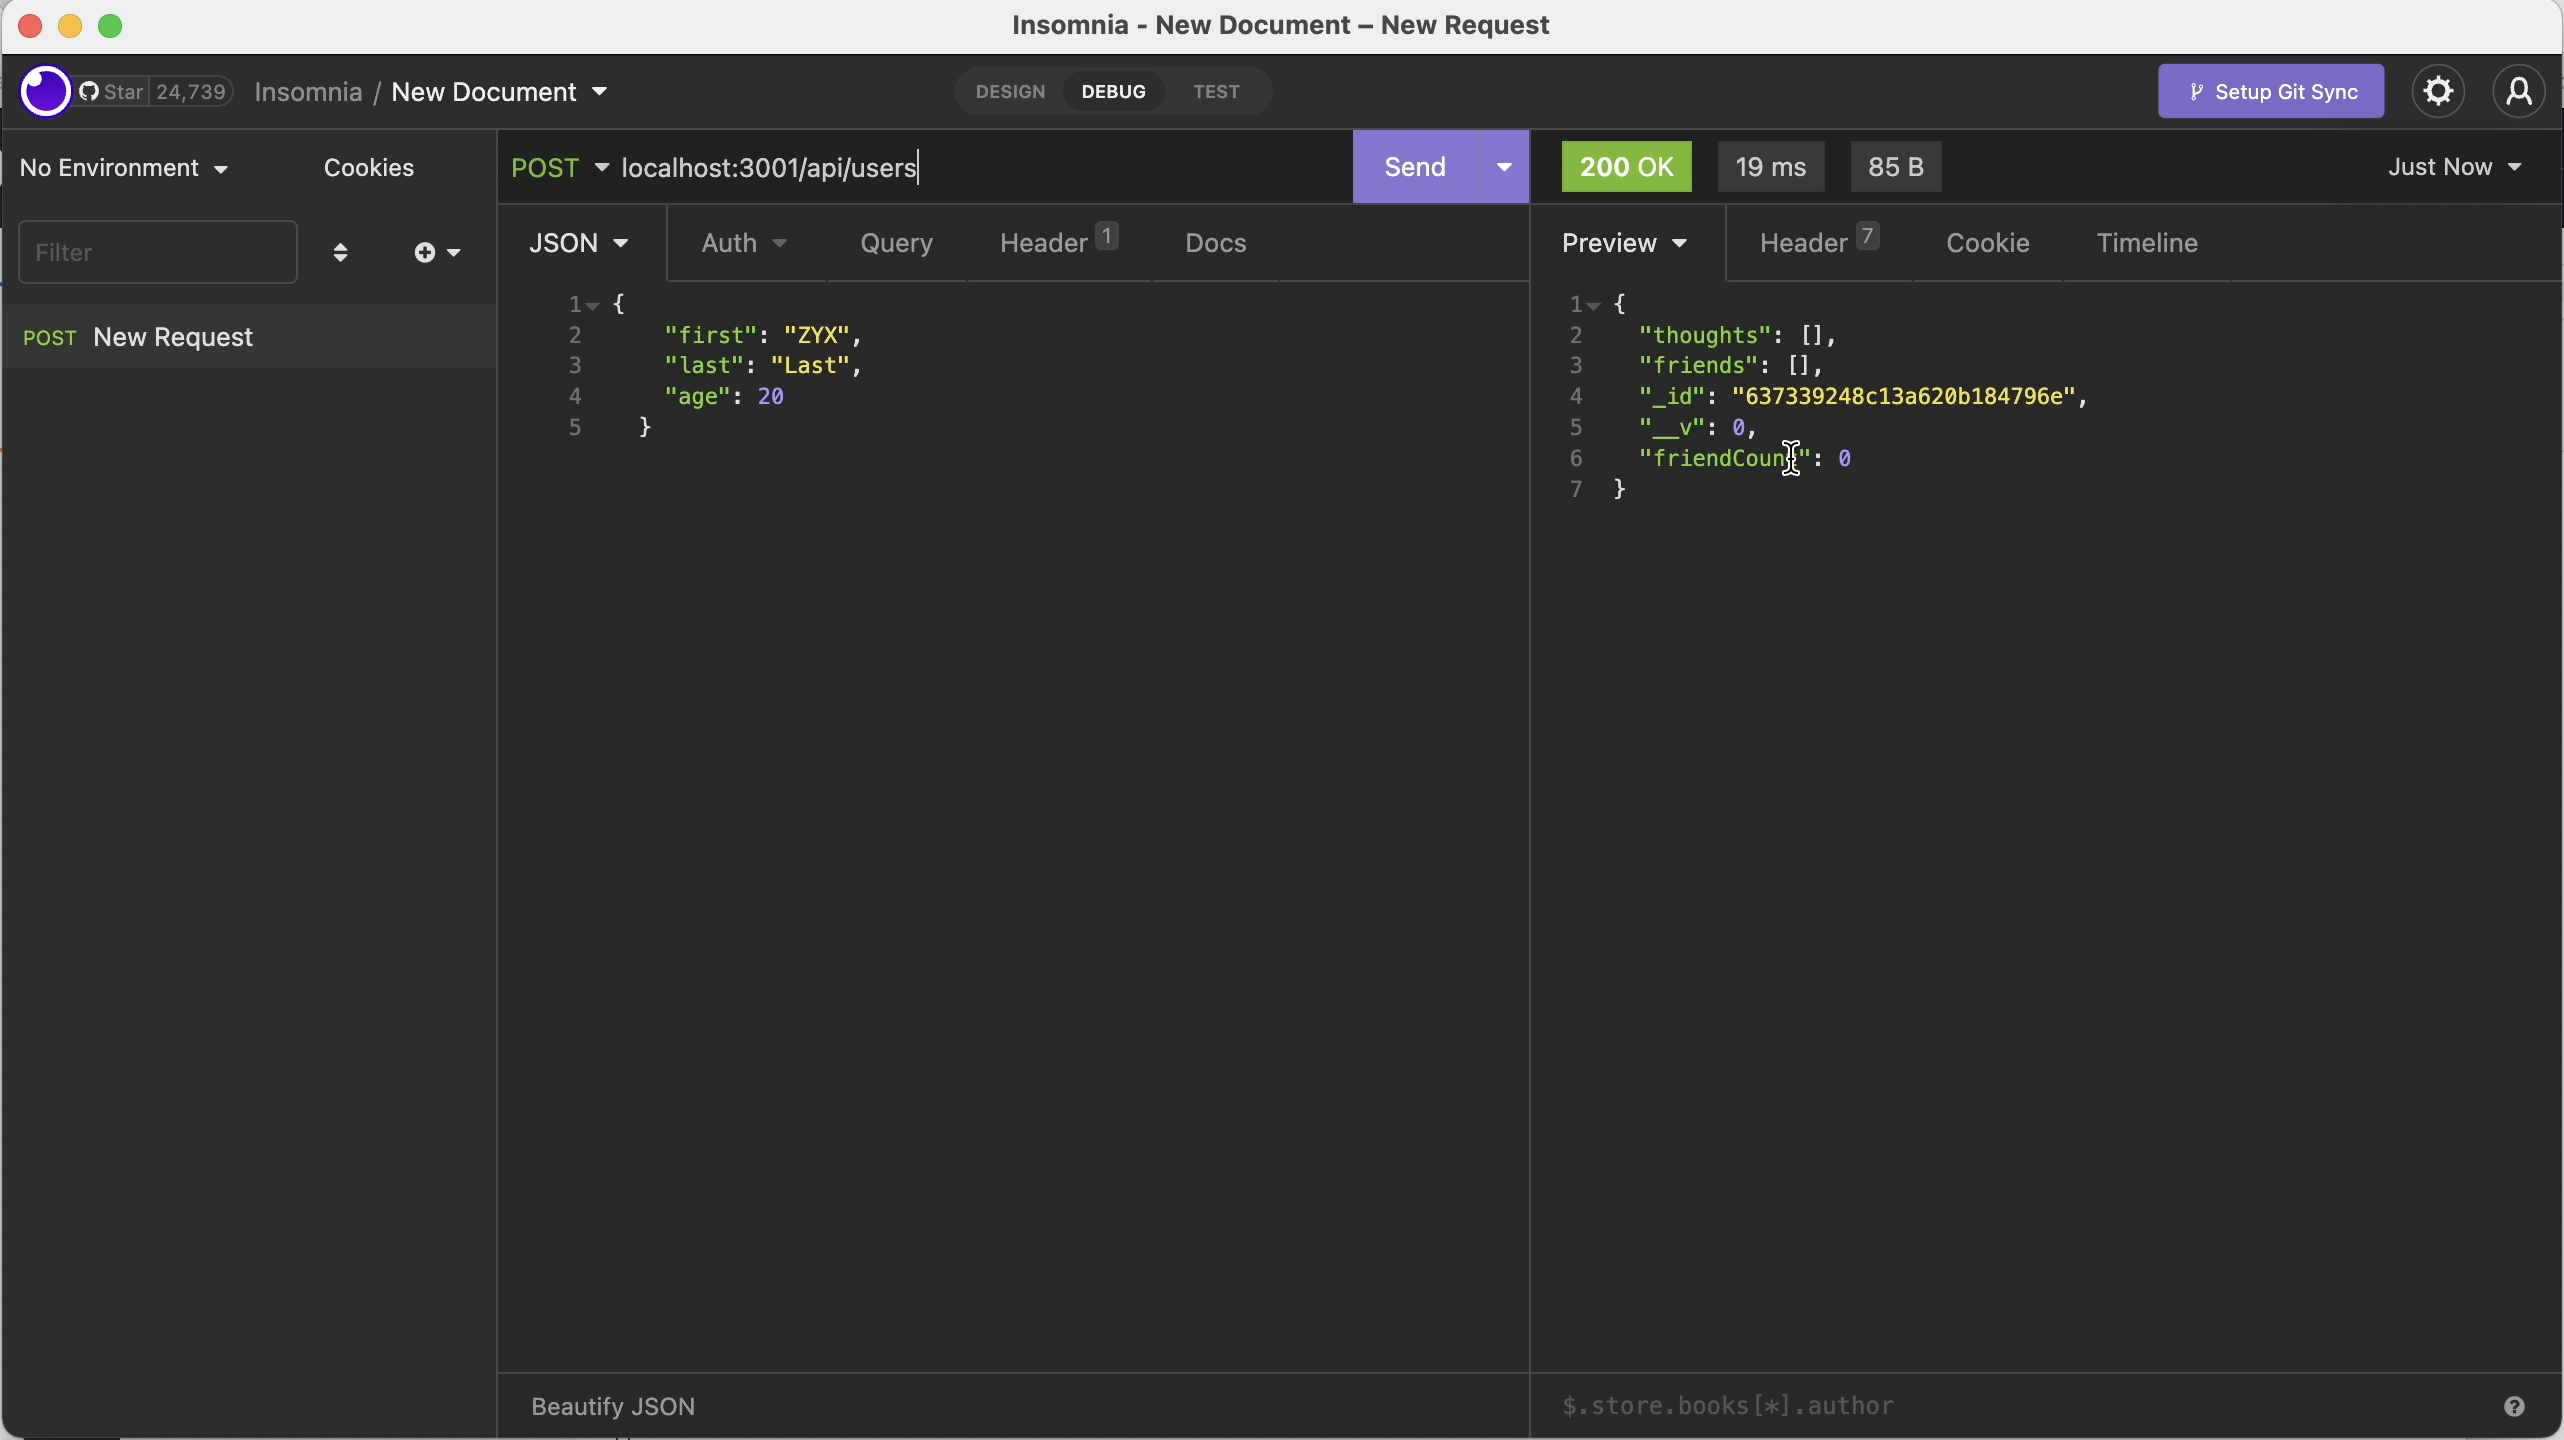 Insomnia - New Document – New Request
Star 24,739 Insomnia / New Document
DESIGN DEBUG TEST
Setup Git Sync
No Environment Cookies
Filter
POST New Request
POST localhost:3001/api/users Send
JSON Auth Query Header 1 Docs
1 {
2 "first": "ZYX",
3 "last": "Last",
4 "age": 20
5 }
Beautify JSON
200 OK 19 ms 85 B Just Now
Preview Header 7 Cookie Timeline
1 {
2 "thoughts": [],
3 "friends": [],
4 "_id": "637339248c13a620b184796e",
5 "__v": 0,
6 "friendCount": 0
7 }
$.store.books[*].author